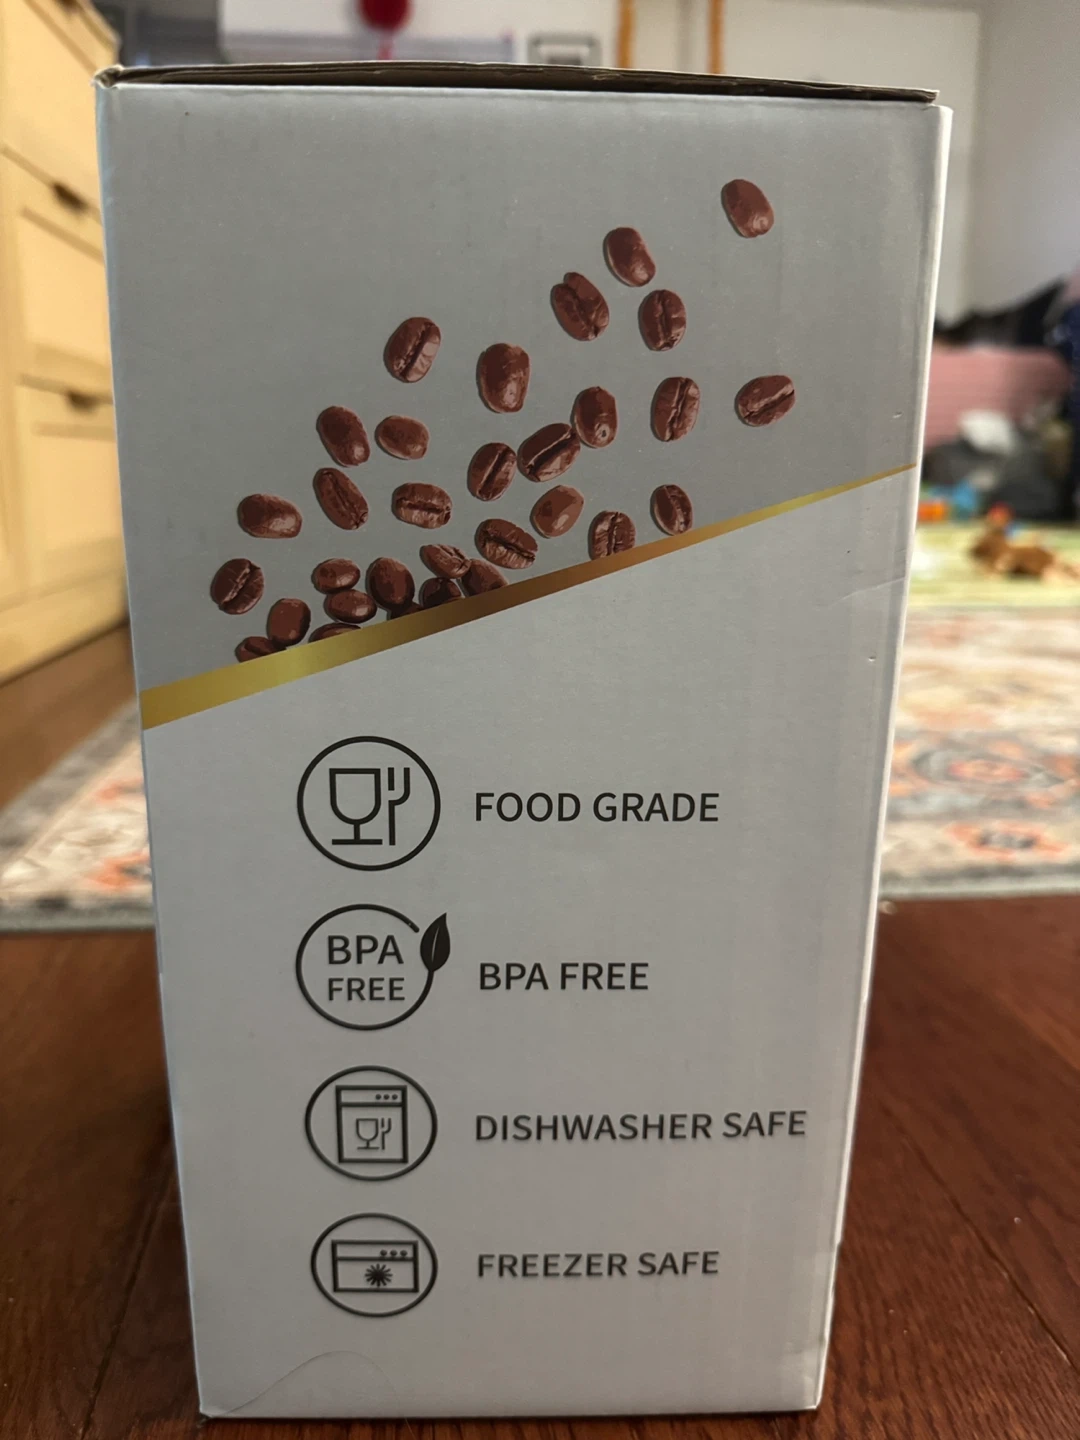 FOOD GRADE
BPA
FREE
BPA FREE
DISHWASHER SAFE
FREEZER SAFE